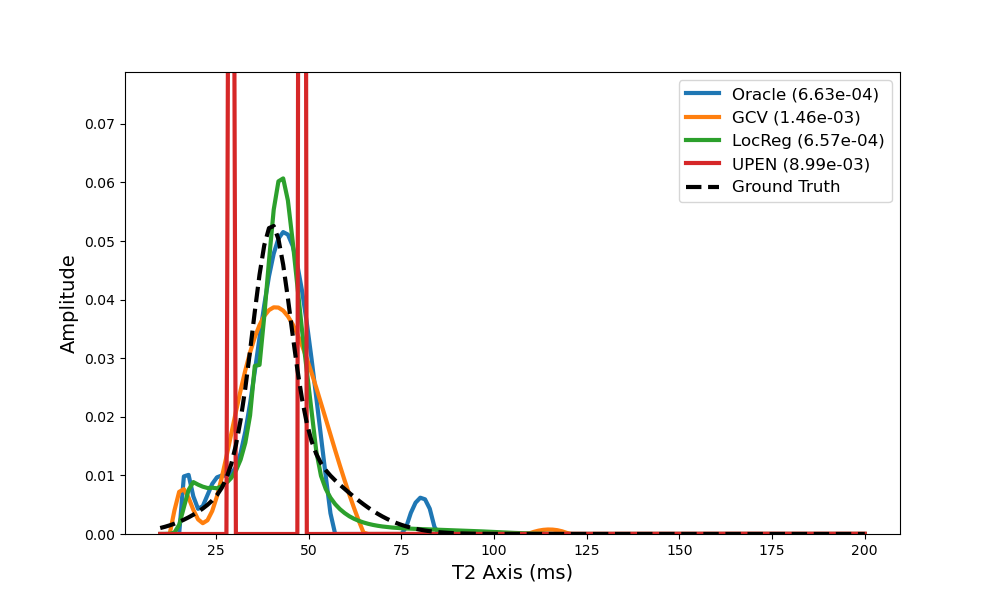 Oracle (6.63e-04)
GCV (1.46e-03)
LocReg (6.57e-04)
UPEN (8.99e-03)
Ground Truth
Amplitude
0.07
0.06
0.05
0.04
0.03
0.02
0.01
0.00
25 50 75 100 125 150 175 200
T2 Axis (ms)